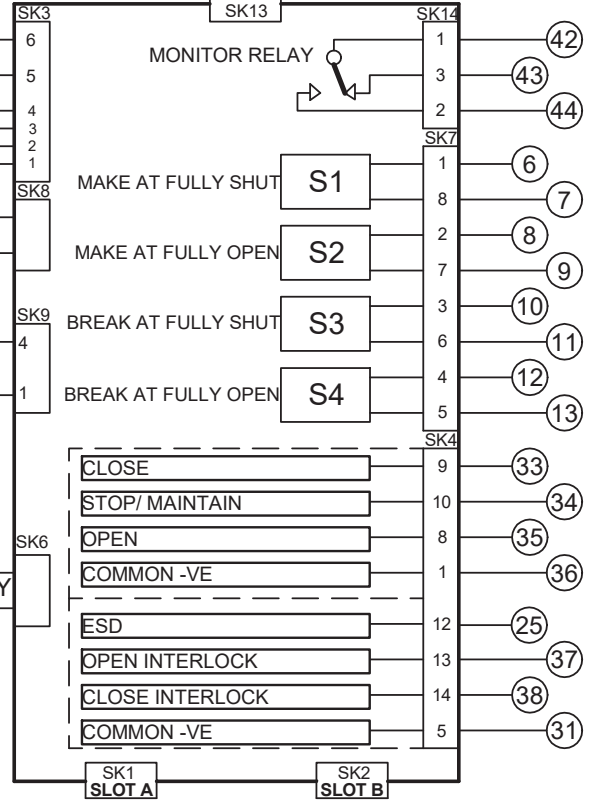 SK3 SK13 SK14
6 MONITOR RELAY 1 42
5 3 43
4 2 44
3
2 SK7
1 MAKE AT FULLY SHUT S1 1 6
SK8 8 7
MAKE AT FULLY OPEN S2 2 8
7 9
SK9 BREAK AT FULLY SHUT S3 3 10
4 6 11
1 BREAK AT FULLY OPEN S4 4 12
5 13
SK4
CLOSE 9 33
STOP/ MAINTAIN 10 34
SK6 OPEN 8 35
COMMON -VE 1 36
Y
ESD 12 25
OPEN INTERLOCK 13 37
CLOSE INTERLOCK 14 38
COMMON -VE 5 31
SK1 SK2
SLOT A SLOT B